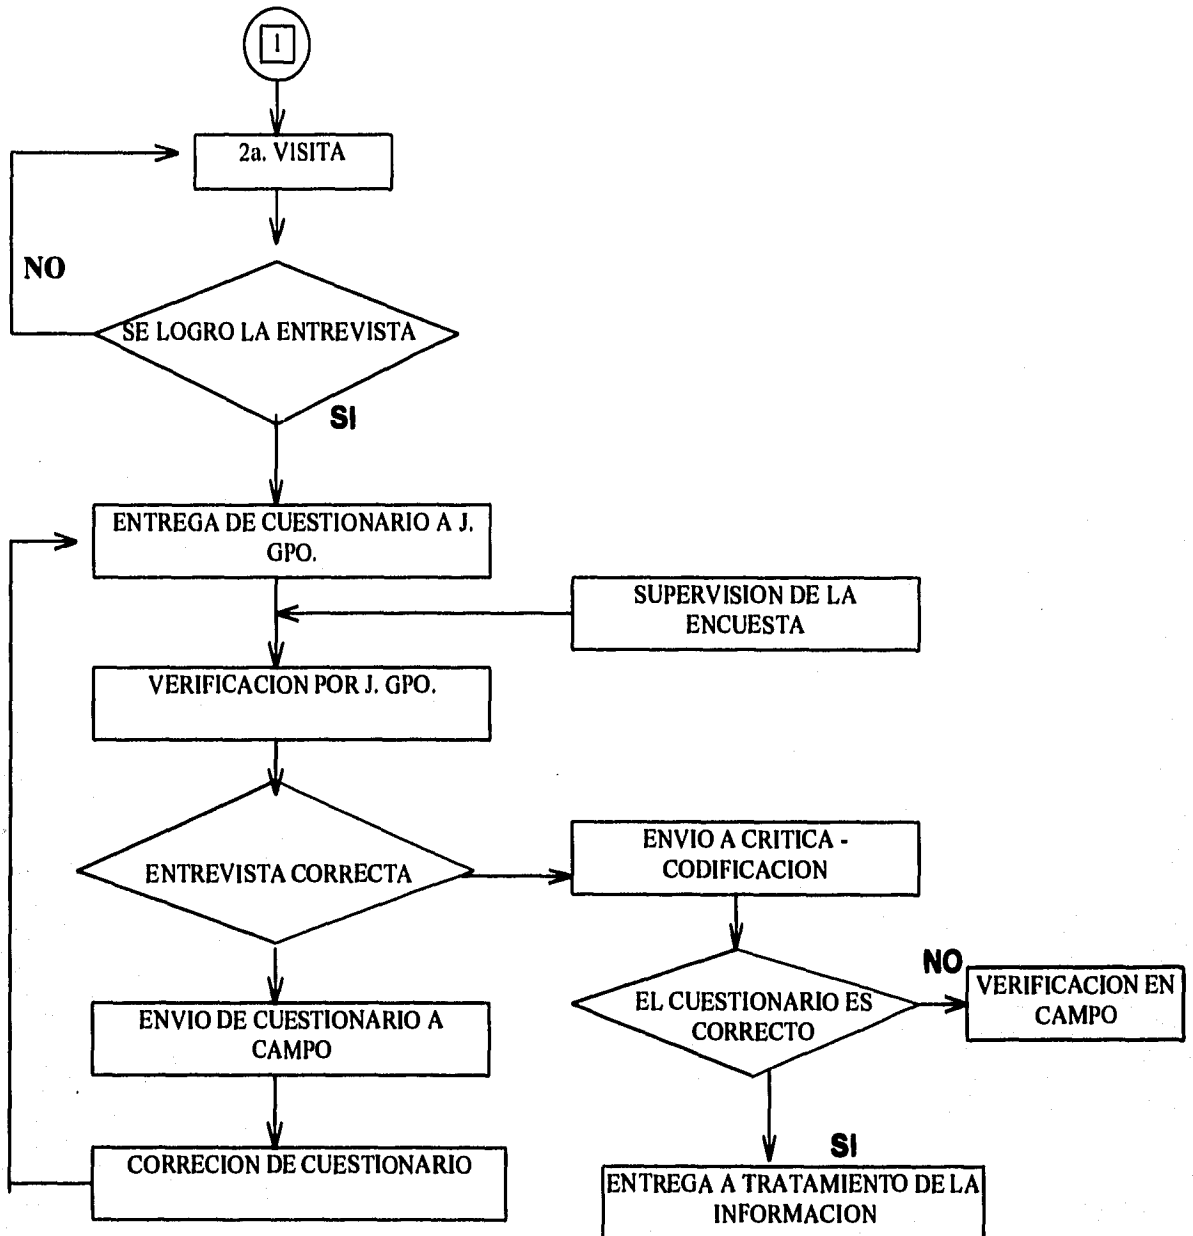 1
2a. VISITA
NO
SE LOGRO LA ENTREVISTA
SI
ENTREGA DE CUESTIONARIO A J.
GPO.
SUPERVISION DE LA
ENCUESTA
VERIFICACION POR J. GPO.
ENTREVISTA CORRECTA
ENVIO A CRITICA -
CODIFICACION
NO
EL CUESTIONARIO ES
CORRECTO
VERIFICACION EN
CAMPO
ENVIO DE CUESTIONARIO A
CAMPO
SI
CORRECION DE CUESTIONARIO
ENTREGA A TRATAMIENTO DE LA
INFORMACION